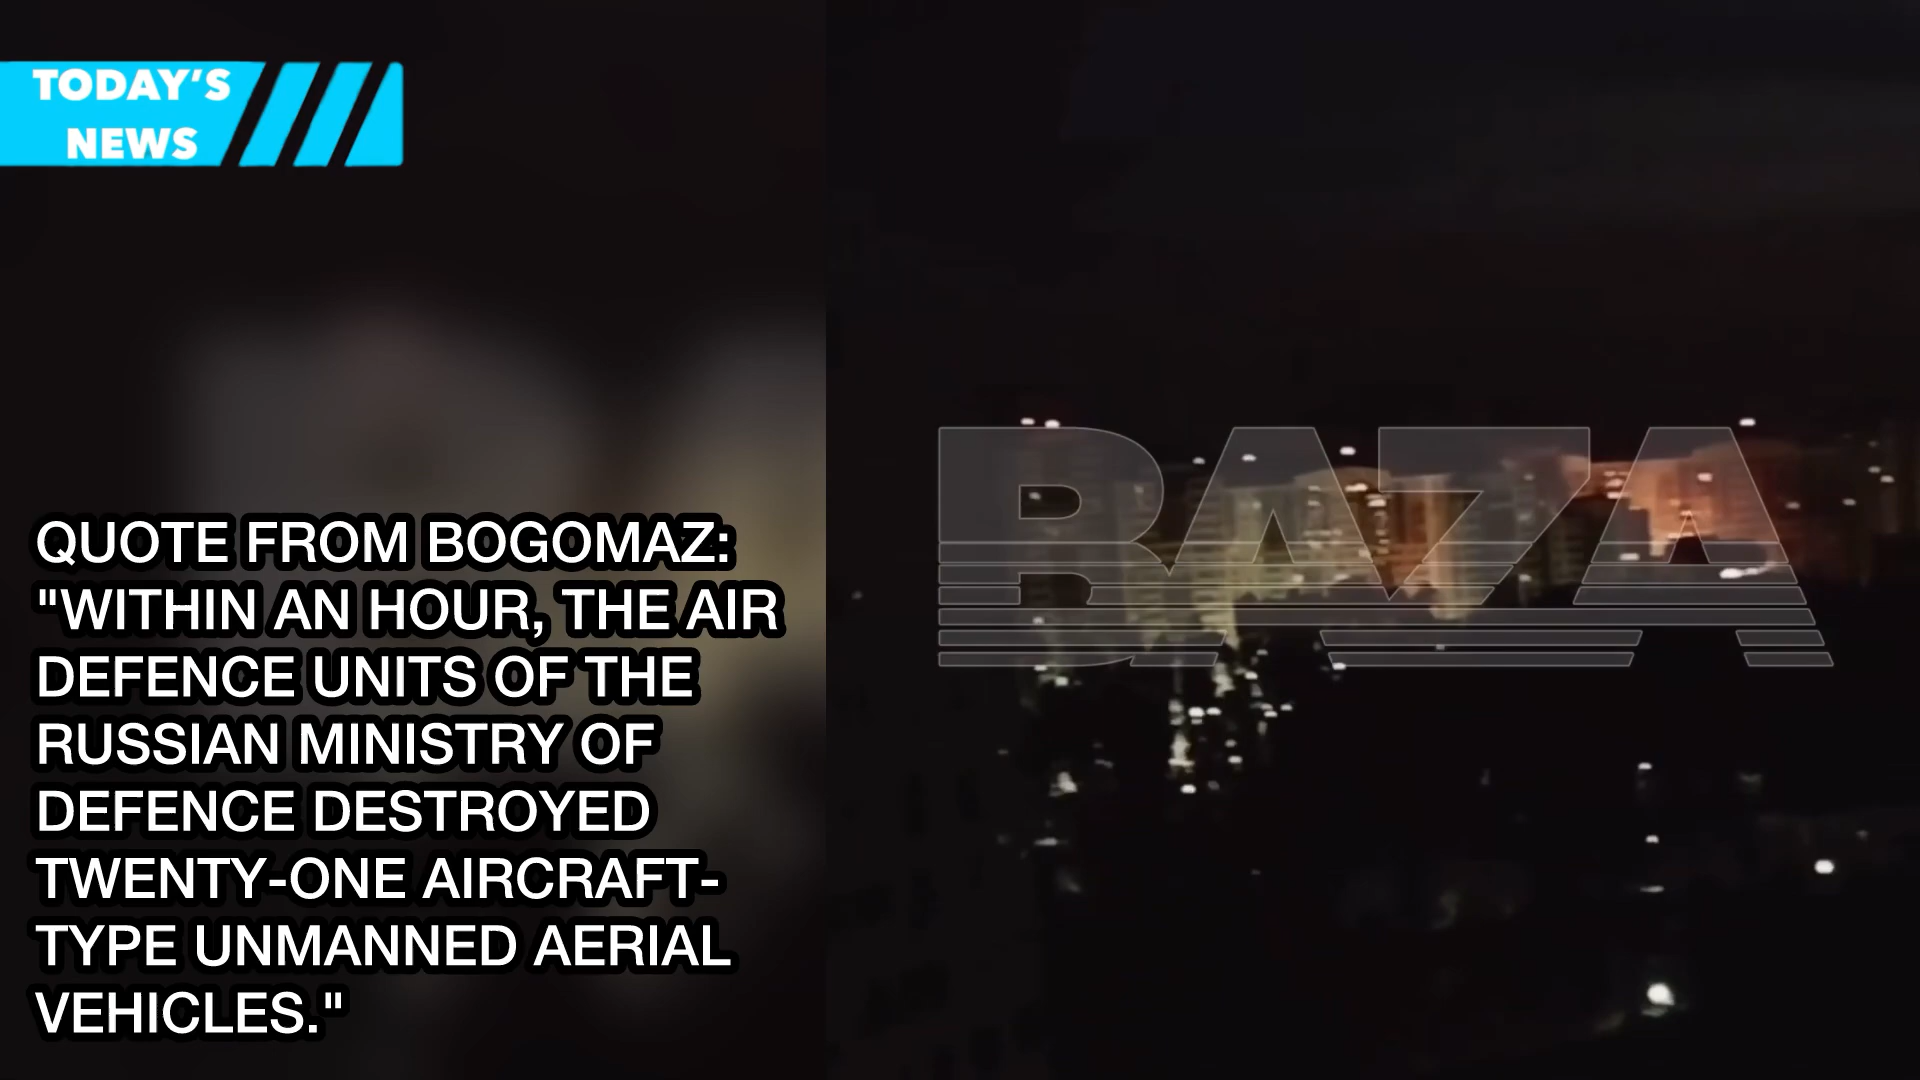 TODAY'S
NEWS
BAZA
QUOTE FROM BOGOMAZ:
"WITHIN AN HOUR, THE AIR
DEFENCE UNITS OF THE
RUSSIAN MINISTRY OF
DEFENCE DESTROYED
TWENTY-ONE AIRCRAFT-
TYPE UNMANNED AERIAL
VEHICLES."